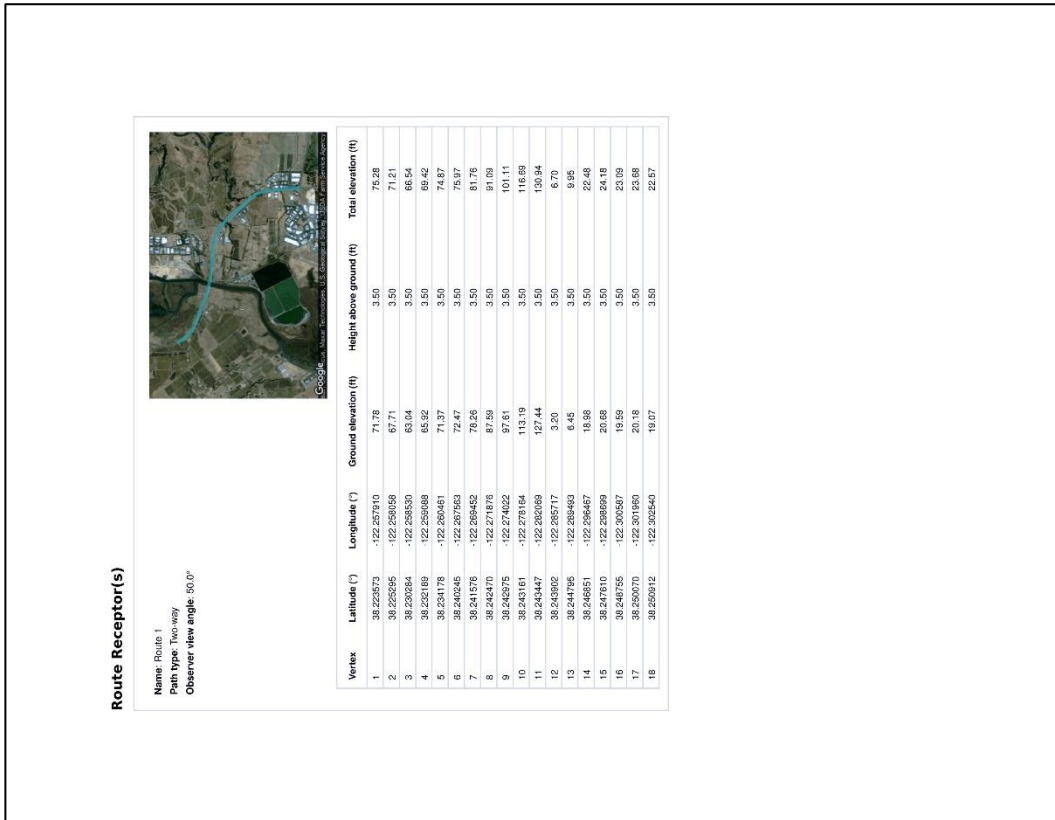 Route Receptor(s)
Name: Route 1
Path type: Two-way
Observer view angle: 50.0°
Google
Maxar Technologies, U.S. Geological Survey, USDA Farm Service Agency
Vertex Latitude (°) Longitude (°) Ground elevation (ft) Height above ground (ft) Total elevation (ft)
1 38.223573 -122.257910 71.78 3.50 75.28
2 38.225295 -122.258058 67.71 3.50 71.21
3 38.230284 -122.258530 63.04 3.50 66.54
4 38.232189 -122.259088 65.92 3.50 69.42
5 38.234178 -122.260461 71.37 3.50 74.87
6 38.240245 -122.267563 72.47 3.50 75.97
7 38.241576 -122.269452 78.26 3.50 81.76
8 38.242470 -122.271876 87.59 3.50 91.09
9 38.242975 -122.274022 97.61 3.50 101.11
10 38.243161 -122.278164 113.19 3.50 116.69
11 38.243447 -122.282069 127.44 3.50 130.94
12 38.243902 -122.285717 3.20 3.50 6.70
13 38.244795 -122.289493 6.45 3.50 9.95
14 38.246851 -122.296467 18.98 3.50 22.48
15 38.247610 -122.298699 20.68 3.50 24.18
16 38.248755 -122.300587 19.59 3.50 23.09
17 38.250070 -122.301960 20.18 3.50 23.68
18 38.250912 -122.302540 19.07 3.50 22.57